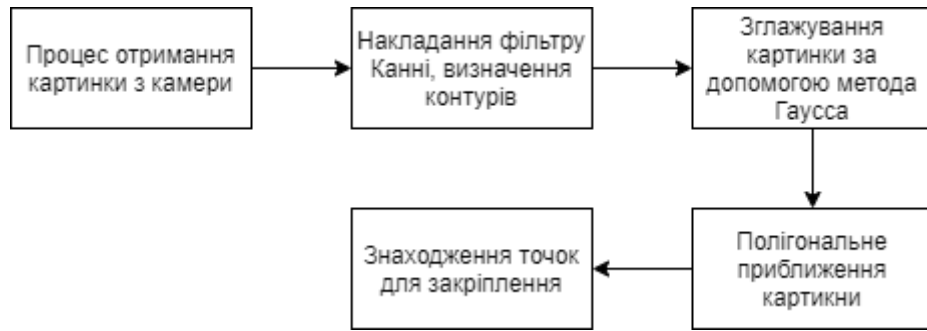 Процес отримання
картинки з камери
Накладання фільтру
Канні, визначення
контурів
Зглажування
картинки за
допомогою метода
Гаусса
Полігональне
приближення
картикни
Знаходження точок
для закріплення